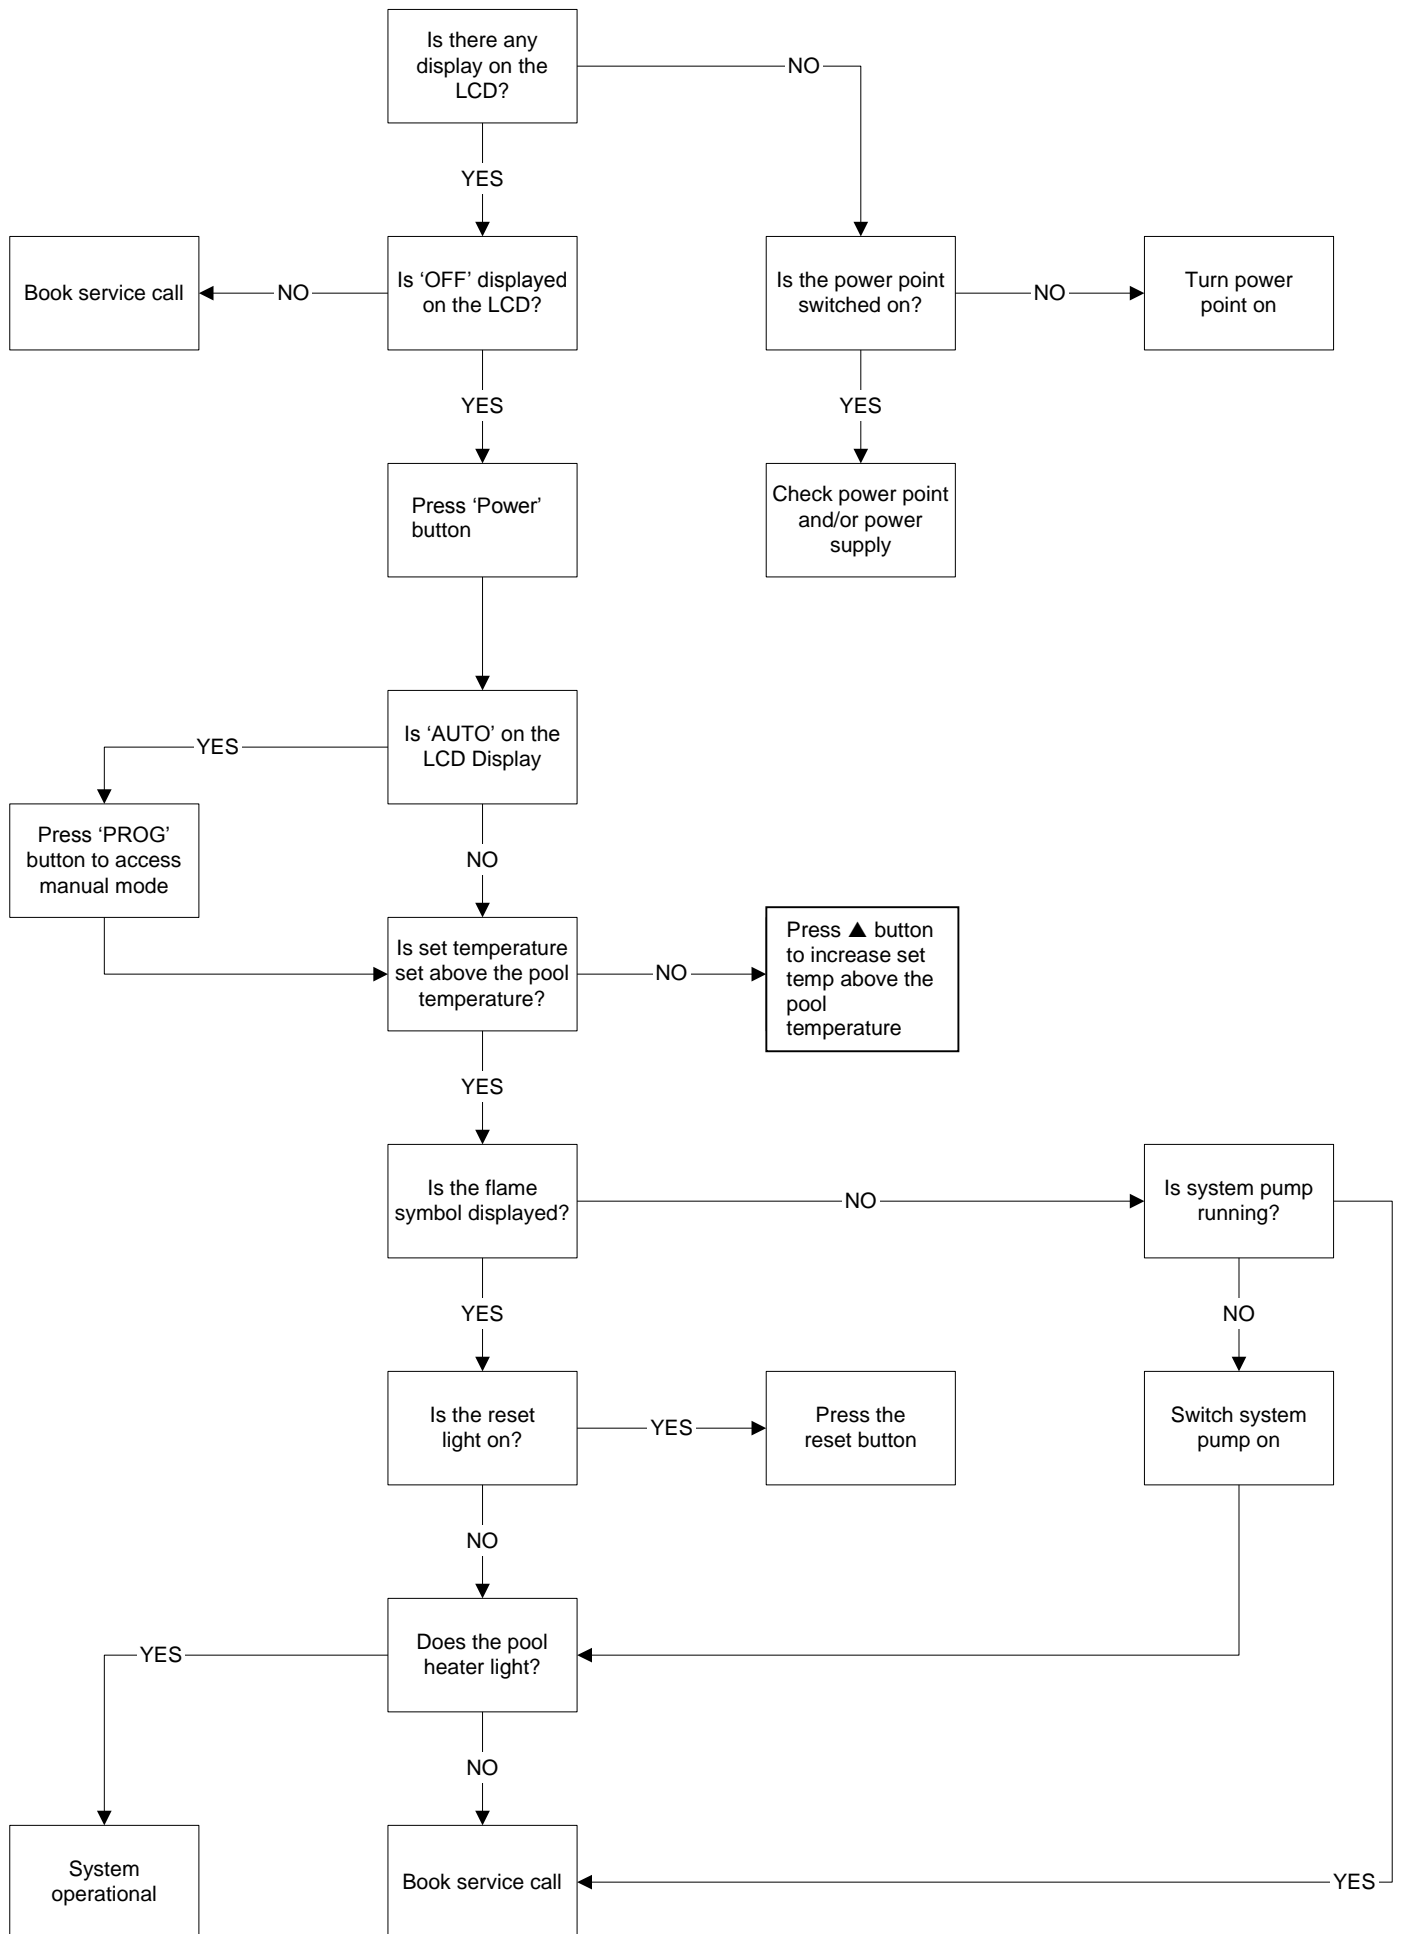 Is there any
display on the
LCD?
NO
YES
Book service call
NO
Is ‘OFF’ displayed
on the LCD?
Is the power point
switched on?
NO
Turn power
point on
YES
YES
Press ‘Power’
button
Check power point
and/or power
supply
Is ‘AUTO’ on the
LCD Display
YES
Press ‘PROG’
button to access
manual mode
NO
Is set temperature
set above the pool
temperature?
NO
Press ▲ button
to increase set
temp above the
pool
temperature
YES
Is the flame
symbol displayed?
NO
Is system pump
running?
YES
NO
Is the reset
light on?
YES
Press the
reset button
Switch system
pump on
NO
Does the pool
heater light?
YES
NO
System
operational
Book service call
YES